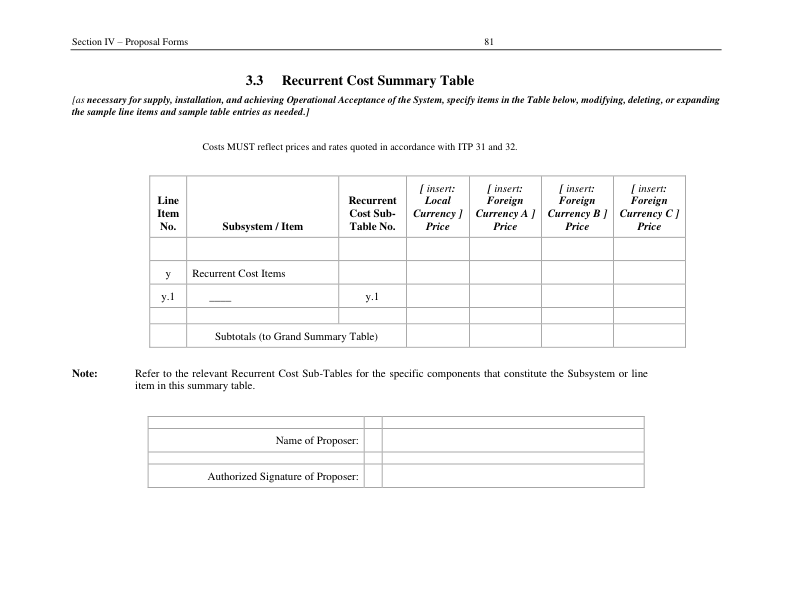 Section IV – Proposal Forms 81
3.3 Recurrent Cost Summary Table
[as necessary for supply, installation, and achieving Operational Acceptance of the System, specify items in the Table below, modifying, deleting, or expanding
the sample line items and sample table entries as needed.]
Costs MUST reflect prices and rates quoted in accordance with ITP 31 and 32.
Line
Item
No.
Subsystem / Item
Recurrent
Cost Sub-
Table No.
[ insert:
Local
Currency ]
Price
[ insert:
Foreign
Currency A ]
Price
[ insert:
Foreign
Currency B ]
Price
[ insert:
Foreign
Currency C ]
Price
y Recurrent Cost Items
y.1 ____ y.1
Subtotals (to Grand Summary Table)
Note: Refer to the relevant Recurrent Cost Sub-Tables for the specific components that constitute the Subsystem or line
item in this summary table.
Name of Proposer:
Authorized Signature of Proposer: